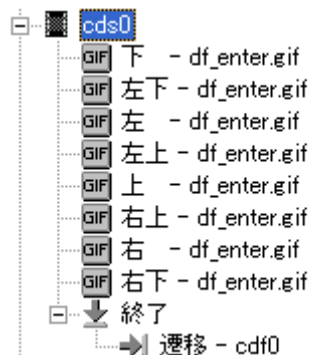 cds0
GIF 下 - df_enter.gif
GIF 左下 - df_enter.gif
GIF 左 - df_enter.gif
GIF 左上 - df_enter.gif
GIF 上 - df_enter.gif
GIF 右上 - df_enter.gif
GIF 右 - df_enter.gif
GIF 右下 - df_enter.gif
終了
遷移 - cdf0